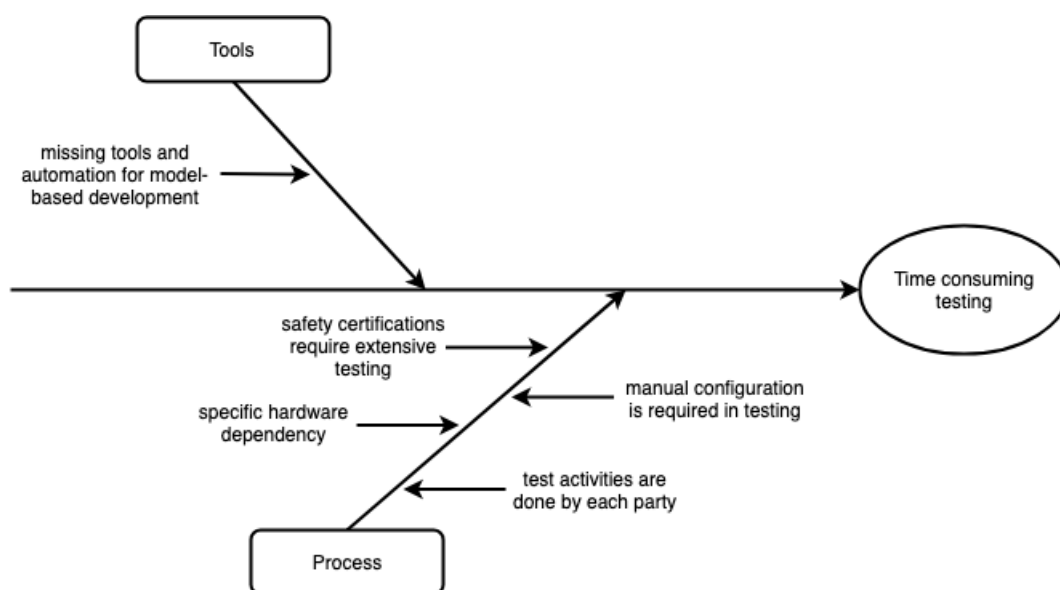 Tools
missing tools and
automation for model-
based development
Time consuming
testing
safety certifications
require extensive
testing
manual configuration
is required in testing
specific hardware
dependency
test activities are
done by each party
Process